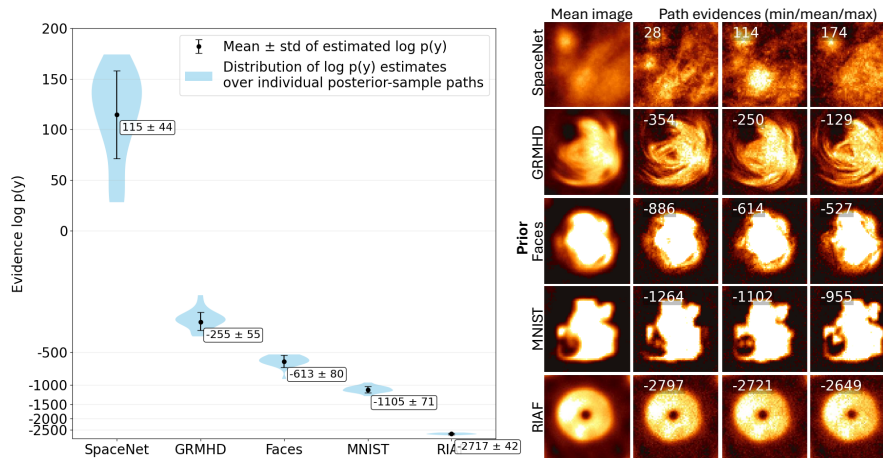 200
150
100
50
0
-500
-1000
-1500
-2000
-2500
Evidence log p(y)
Mean ± std of estimated log p(y)
Distribution of log p(y) estimates
over individual posterior-sample paths
115 ± 44
-255 ± 55
-613 ± 80
-1105 ± 71
-2717 ± 42
SpaceNet
GRMHD
Faces
MNIST
Mean image
Path evidences (min/mean/max)
Prior
SpaceNet
28
114
174
GRMHD
-354
-250
-129
Faces
-886
-614
-527
MNIST
-1264
-1102
-955
RIAF
-2797
-2721
-2649